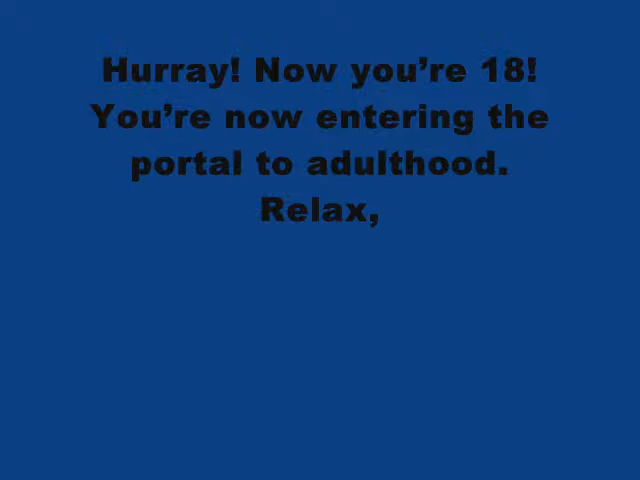 Hurray! Now you’re 18!
You’re now entering the
portal to adulthood.
Relax,